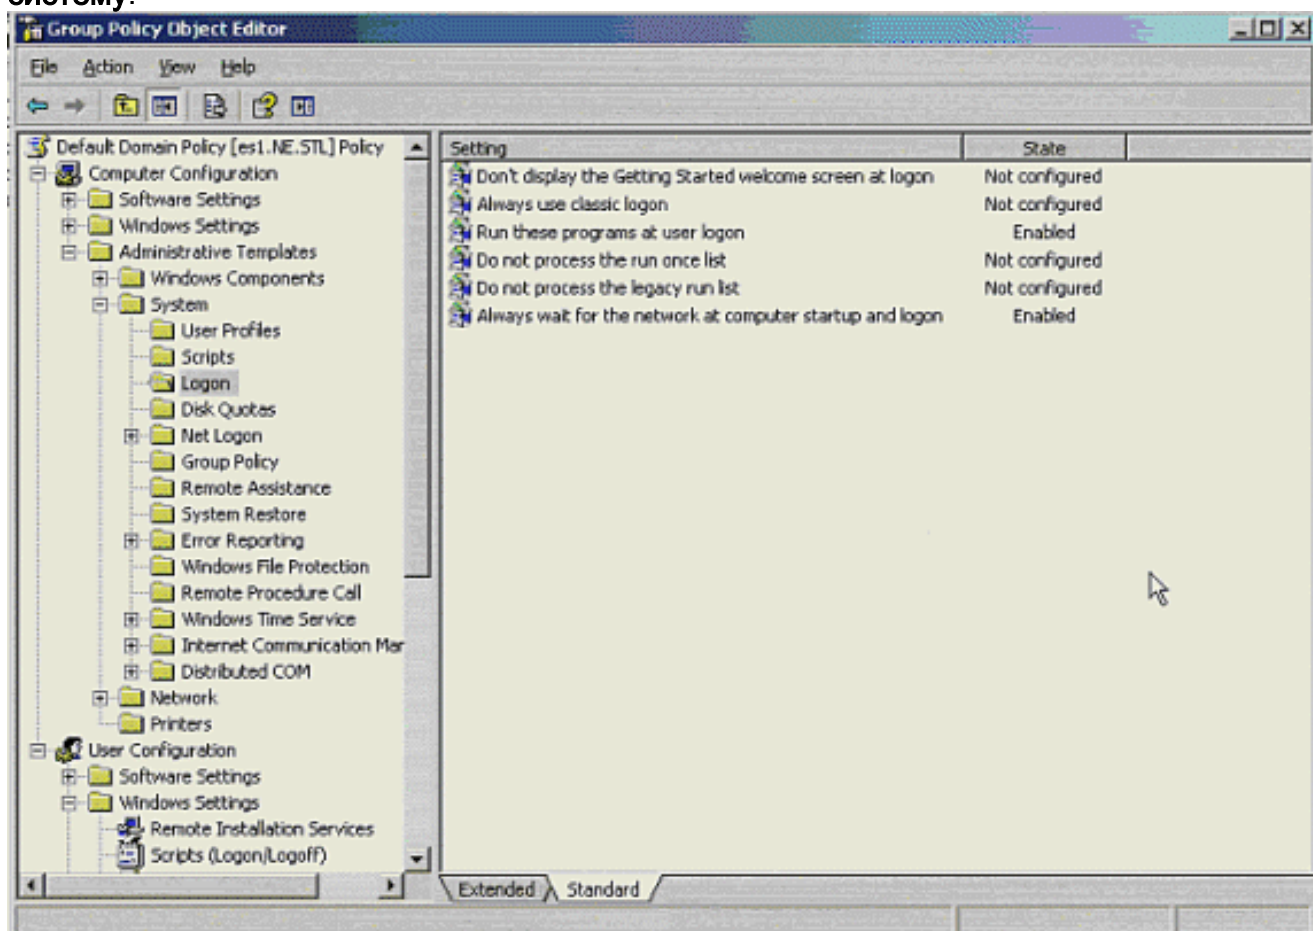 систему.
Group Policy Object Editor
File Action View Help
Default Domain Policy [es1.NE.STL] Policy
Computer Configuration
Software Settings
Windows Settings
Administrative Templates
Windows Components
System
User Profiles
Scripts
Logon
Disk Quotas
Net Logon
Group Policy
Remote Assistance
System Restore
Error Reporting
Windows File Protection
Remote Procedure Call
Windows Time Service
Internet Communication Mar
Distributed COM
Network
Printers
User Configuration
Software Settings
Windows Settings
Remote Installation Services
Scripts (Logon/Logoff)
Setting State
Don't display the Getting Started welcome screen at logon Not configured
Always use classic logon Not configured
Run these programs at user logon Enabled
Do not process the run once list Not configured
Do not process the legacy run list Not configured
Always wait for the network at computer startup and logon Enabled
Extended Standard